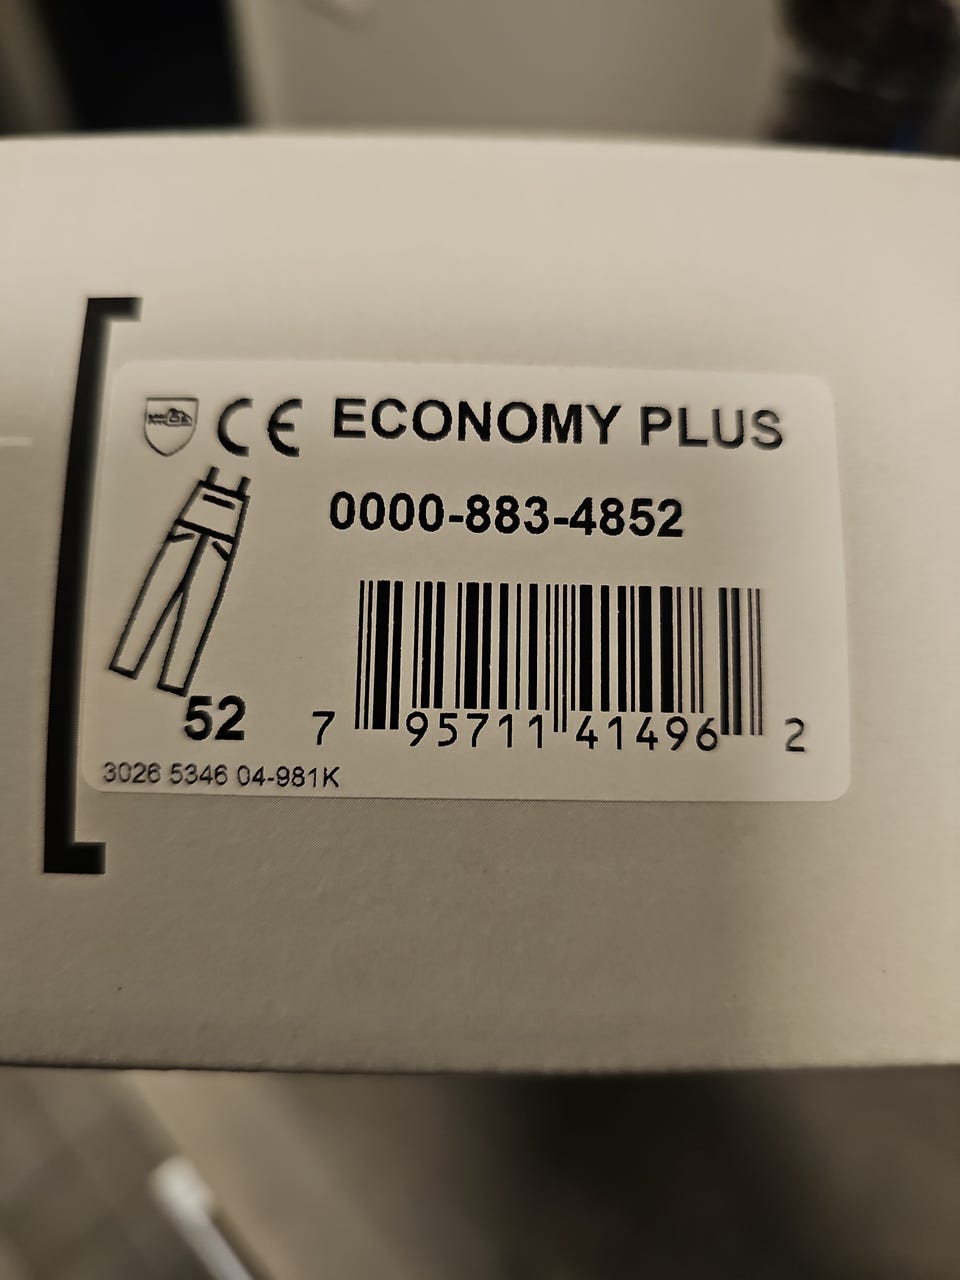 CE ECONOMY PLUS
0000-883-4852
52
7 95711 41496 2
3026 5346 04-981K